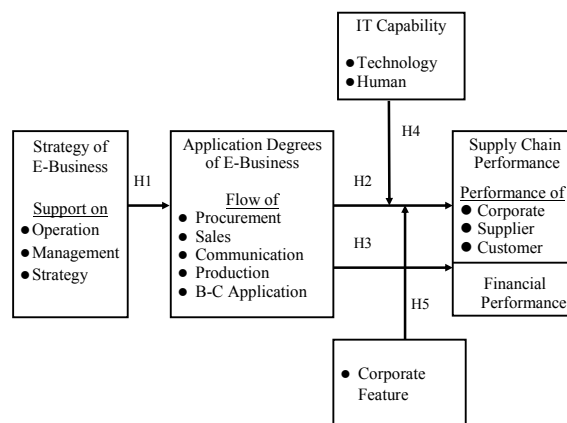 IT Capability
● Technology
● Human
H4
Strategy of
E-Business
Support on
● Operation
● Management
● Strategy
H1
Application Degrees
of E-Business
Flow of
● Procurement
● Sales
● Communication
● Production
● B-C Application
H2
H3
Supply Chain
Performance
Performance of
● Corporate
● Supplier
● Customer
Financial
Performance
H5
● Corporate
Feature